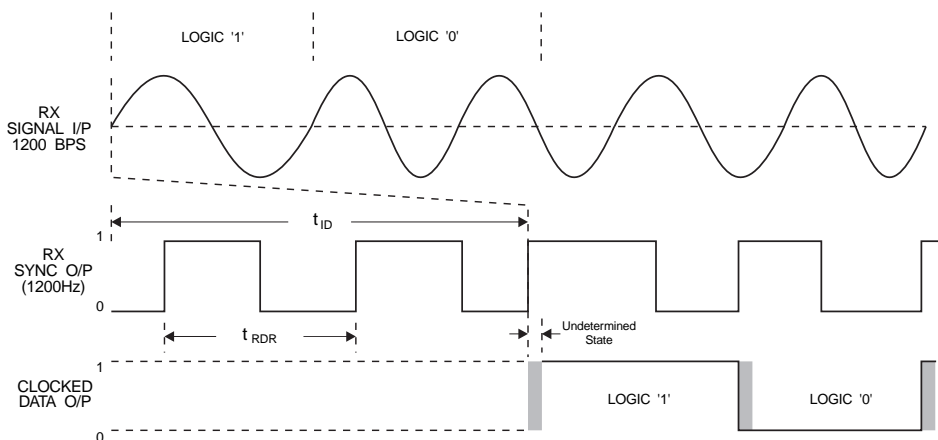 LOGIC '1'
LOGIC '0'
RX
SIGNAL I/P
1200 BPS
t ID
1
RX
SYNC O/P
(1200Hz)
0
t RDR
Undetermined
State
1
CLOCKED
DATA O/P
LOGIC '1'
LOGIC '0'
0